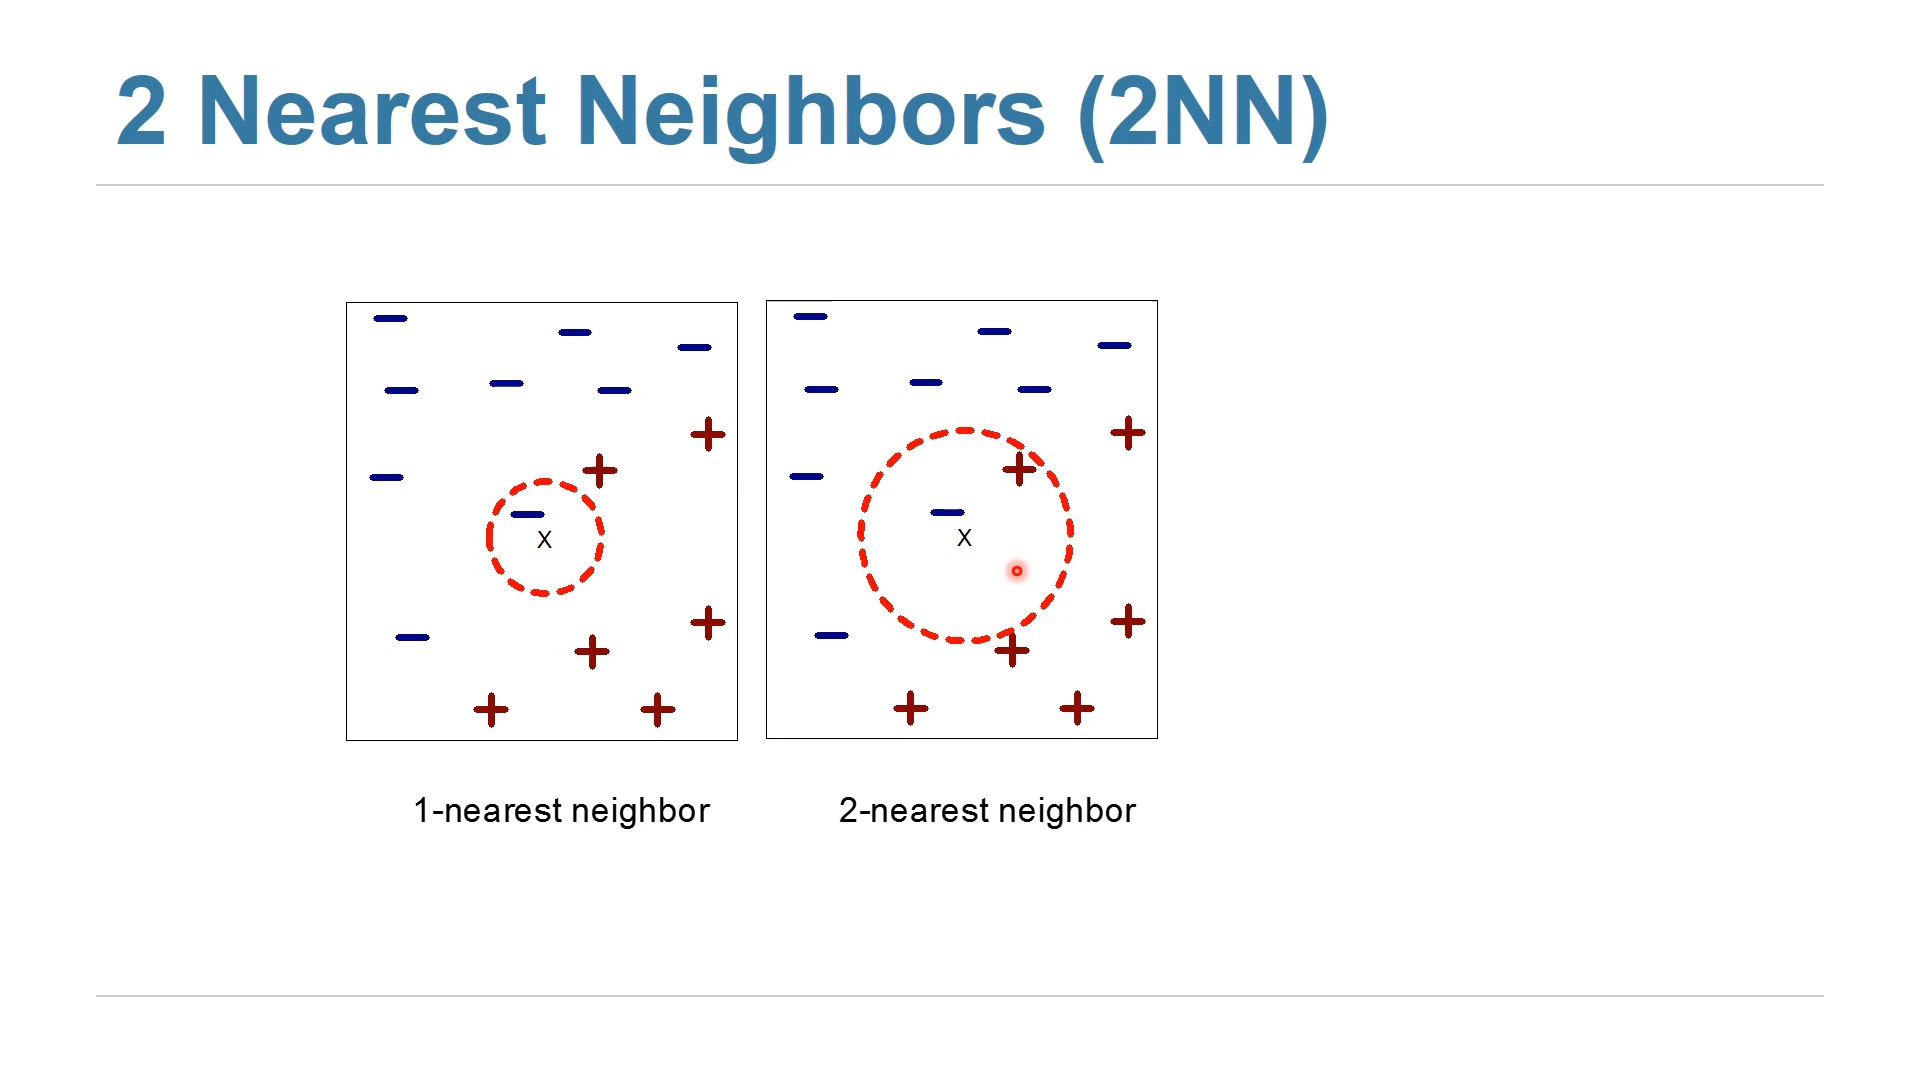 2 Nearest Neighbors (2NN)
X
X
1-nearest neighbor
2-nearest neighbor